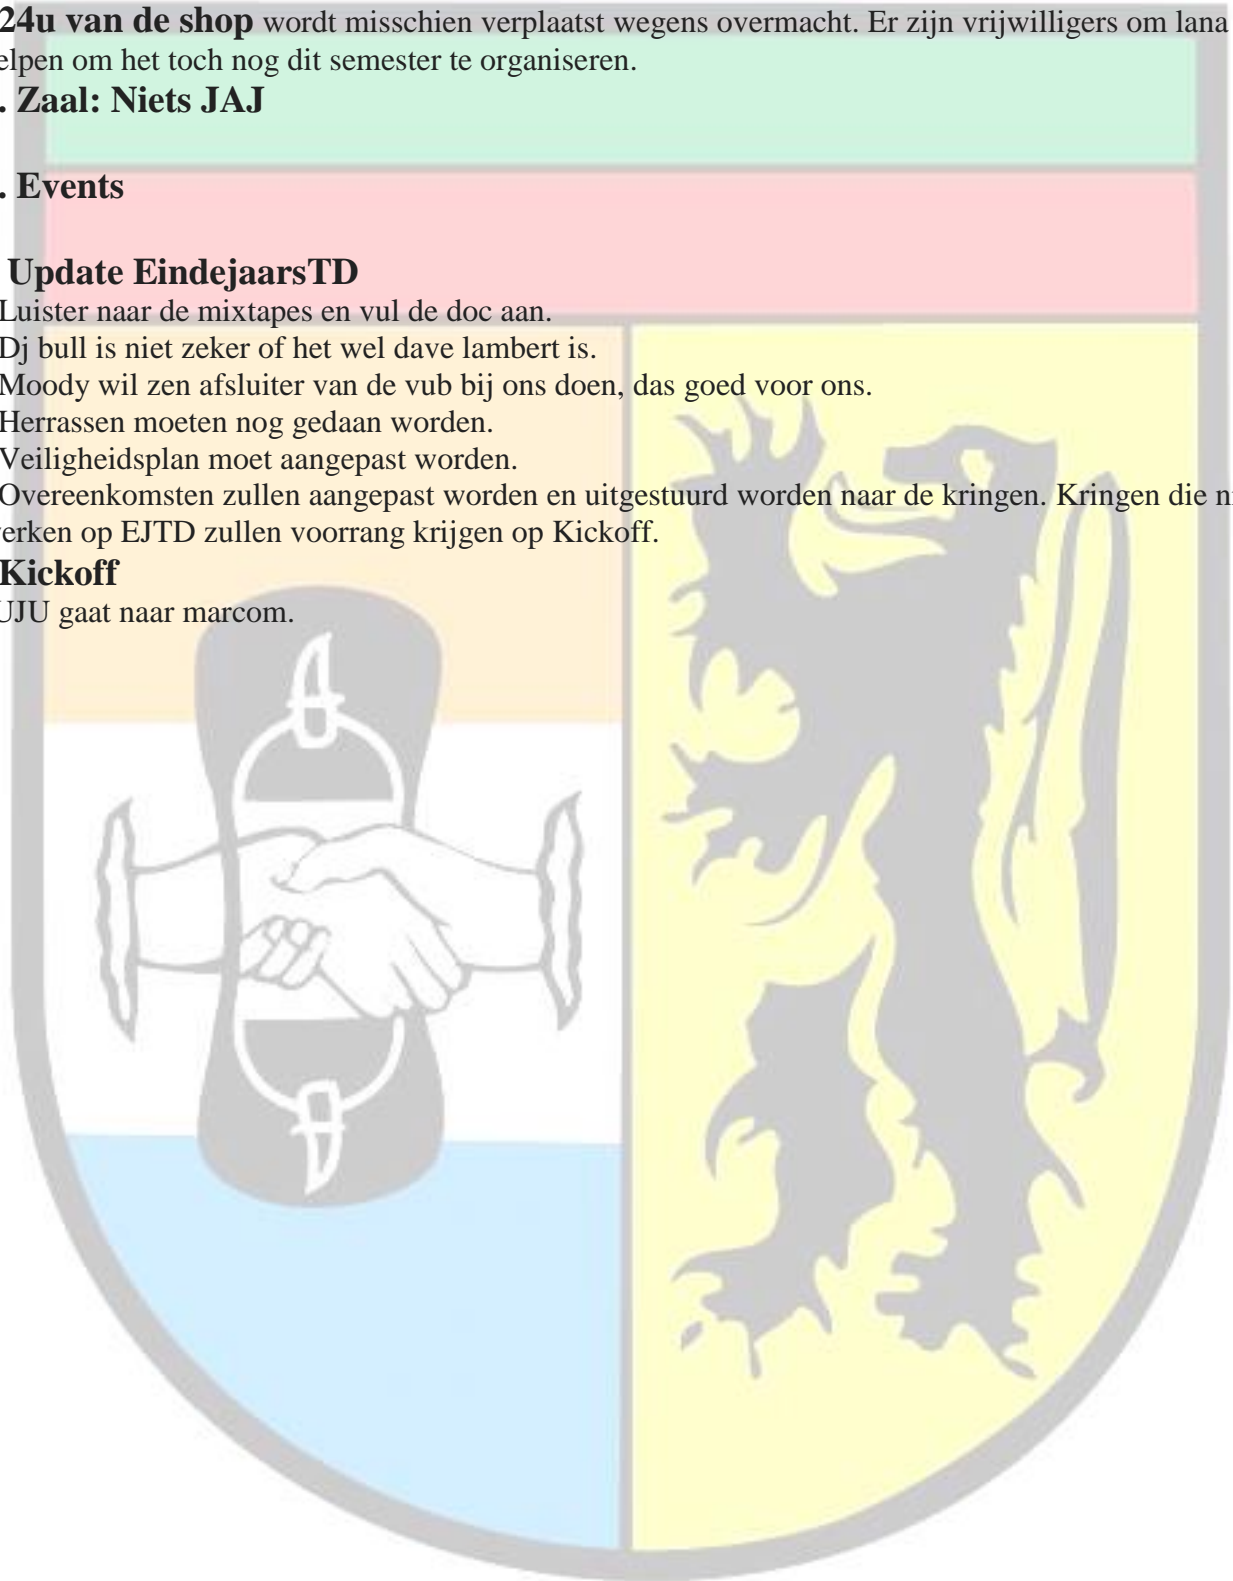 24u van de shop wordt misschien verplaatst wegens overmacht. Er zijn vrijwilligers om lana
elpen om het toch nog dit semester te organiseren.
. Zaal: Niets JAJ
. Events
Update EindejaarsTD
Luister naar de mixtapes en vul de doc aan.
Dj bull is niet zeker of het wel dave lambert is.
Moody wil zen afsluiter van de vub bij ons doen, das goed voor ons.
Herrassen moeten nog gedaan worden.
Veiligheidsplan moet aangepast worden.
Overeenkomsten zullen aangepast worden en uitgestuurd worden naar de kringen. Kringen die
erken op EJTD zullen voorrang krijgen op Kickoff.
Kickoff
UJU gaat naar marcom.